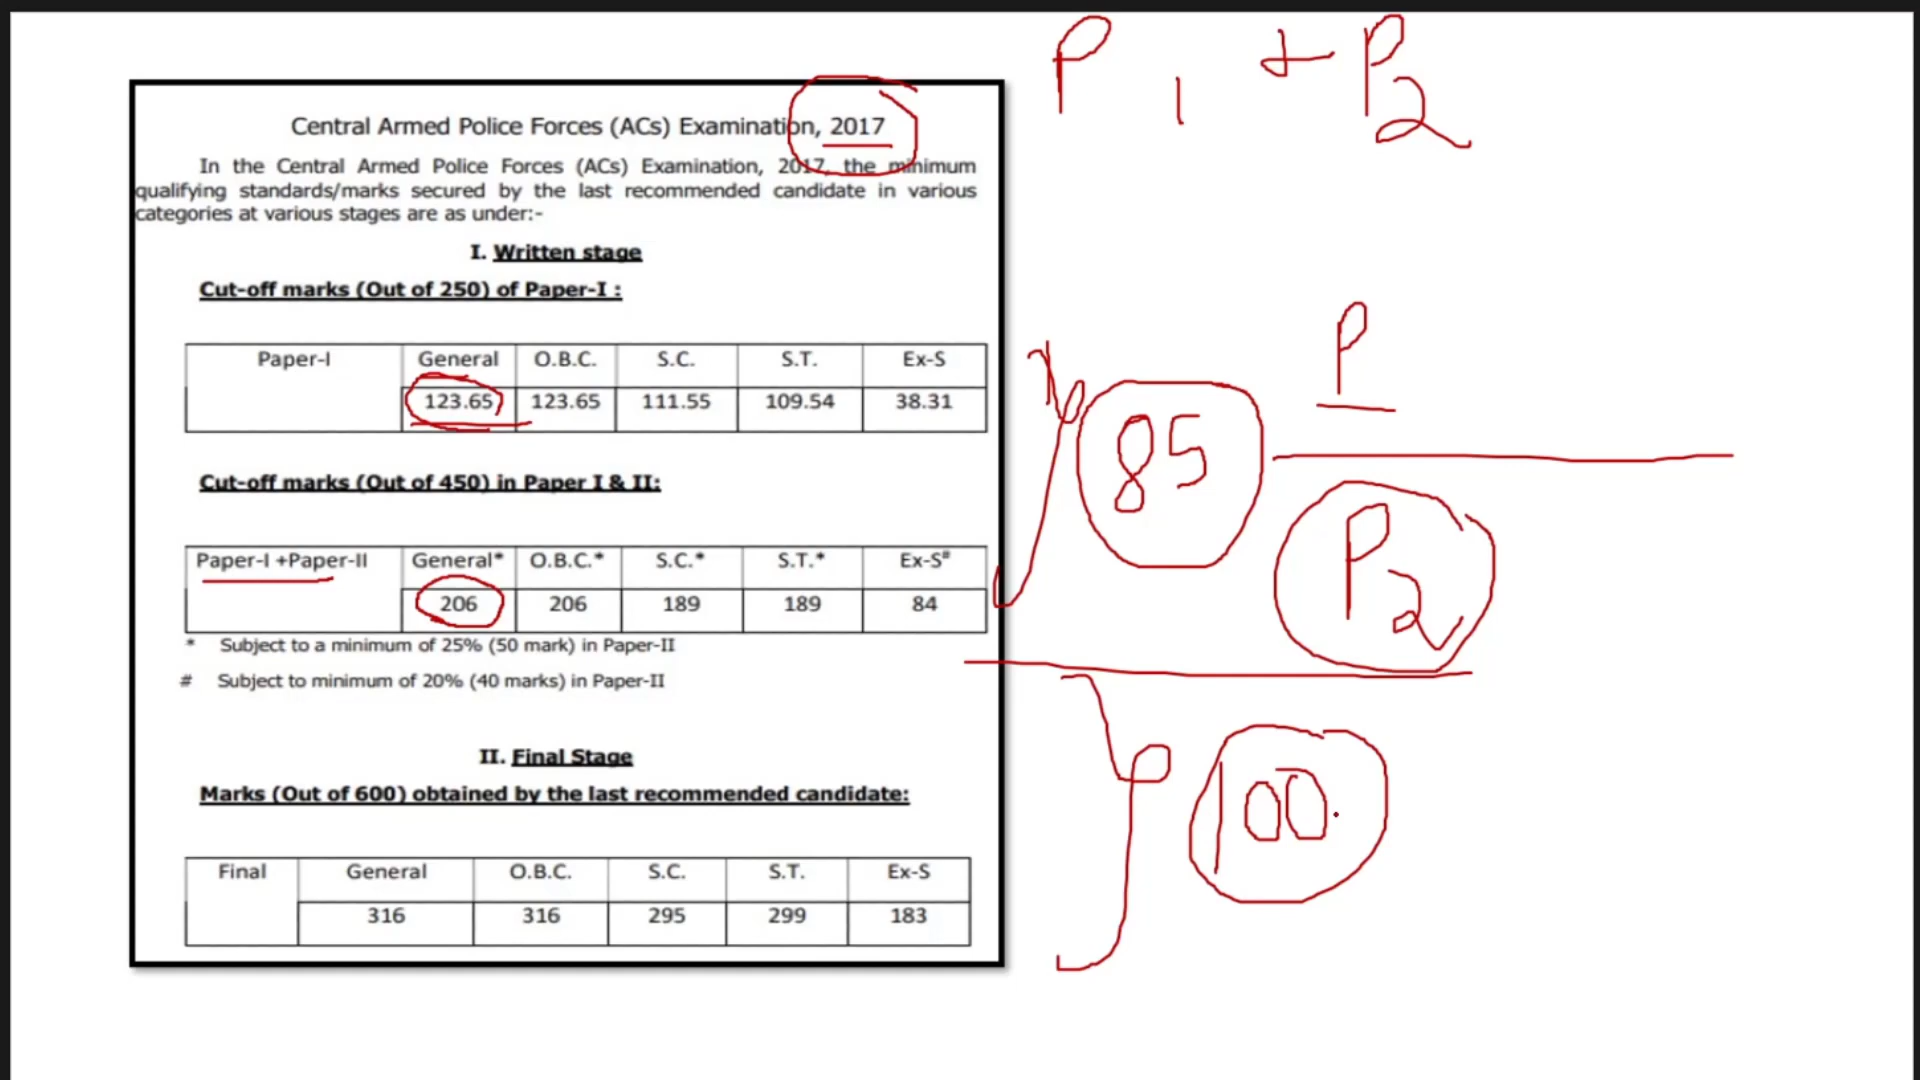 P1 + P2
Central Armed Police Forces (ACs) Examination, 2017
In the Central Armed Police Forces (ACs) Examination, 2017, the minimum
qualifying standards/marks secured by the last recommended candidate in various
categories at various stages are as under:-
I. Written stage
Cut-off marks (Out of 250) of Paper-I :
Paper-I General O.B.C. S.C. S.T. Ex-S
123.65 123.65 111.55 109.54 38.31
P
85
Cut-off marks (Out of 450) in Paper I & II:
Paper-I +Paper-II General* O.B.C.* S.C.* S.T.* Ex-S#
206 206 189 189 84
P2
* Subject to a minimum of 25% (50 mark) in Paper-II
# Subject to minimum of 20% (40 marks) in Paper-II
II. Final Stage
Marks (Out of 600) obtained by the last recommended candidate:
100
Final General O.B.C. S.C. S.T. Ex-S
316 316 295 299 183